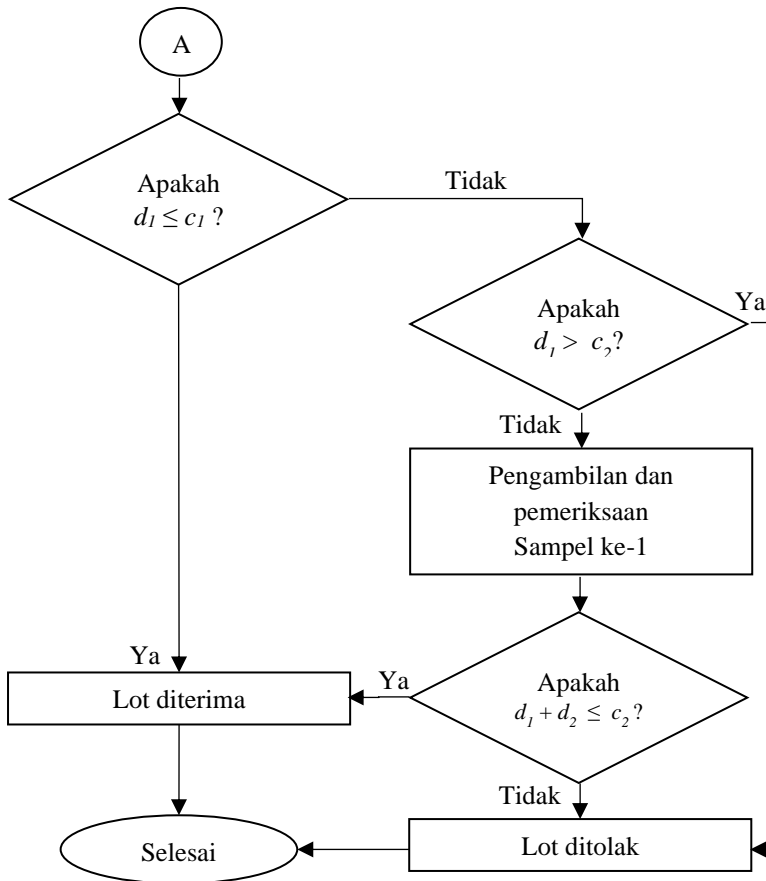 A
Apakah
d₁ ≤ c₁ ?
Tidak
Apakah
d₁ > c₂?
Ya
Tidak
Pengambilan dan
pemeriksaan
Sampel ke-1
Ya
Lot diterima
Ya
Apakah
d₁ + d₂ ≤ c₂?
Tidak
Selesai
Lot ditolak